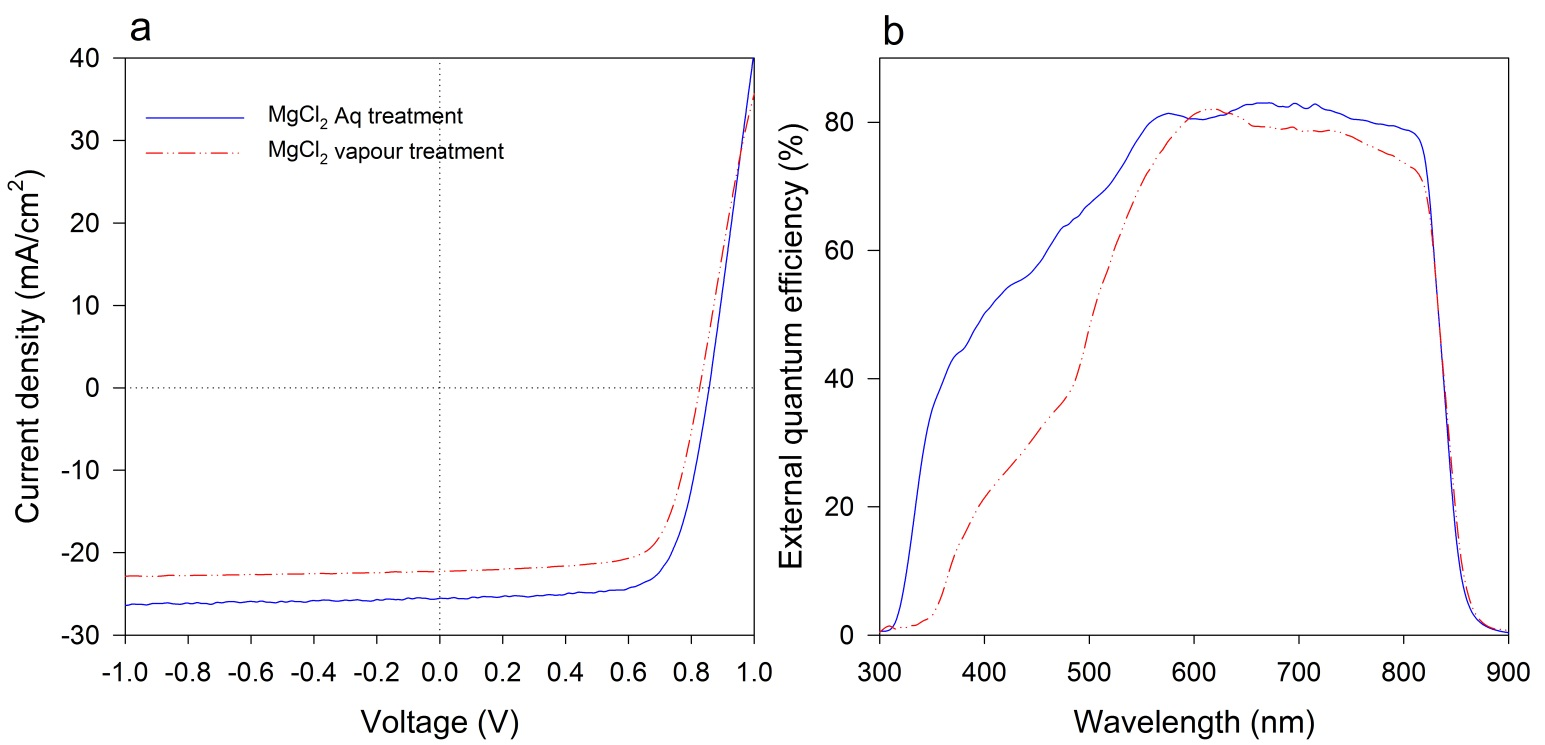 a
40
30
20
10
0
-10
-20
-30
-1.0 -0.8 -0.6 -0.4 -0.2 0.0 0.2 0.4 0.6 0.8 1.0
Current density (mA/cm²)
Voltage (V)
MgCl₂ Aq treatment
MgCl₂ vapour treatment
b
80
60
40
20
0
300 400 500 600 700 800 900
External quantum efficiency (%)
Wavelength (nm)